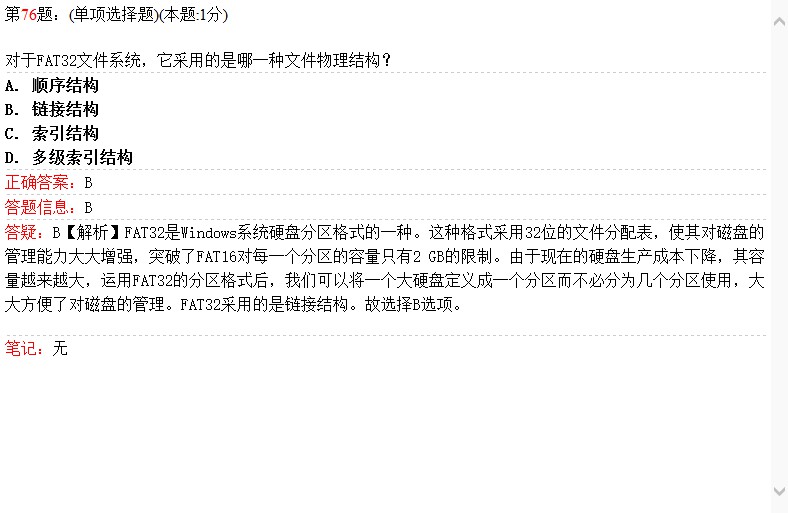 第76题：(单项选择题)(本题:1分)
对于FAT32文件系统，它采用的是哪一种文件物理结构？
A. 顺序结构
B. 链接结构
C. 索引结构
D. 多级索引结构
正确答案：B
答题信息：B
答疑：B【解析】FAT32是Windows系统硬盘分区格式的一种。这种格式采用32位的文件分配表，使其对磁盘的
管理能力大大增强，突破了FAT16对每一个分区的容量只有2 GB的限制。由于现在的硬盘生产成本下降，其容
量越来越大，运用FAT32的分区格式后，我们可以将一个大硬盘定义成一个分区而不必分为几个分区使用，大
大方便了对磁盘的管理。FAT32采用的是链接结构。故选择B选项。
笔记：无